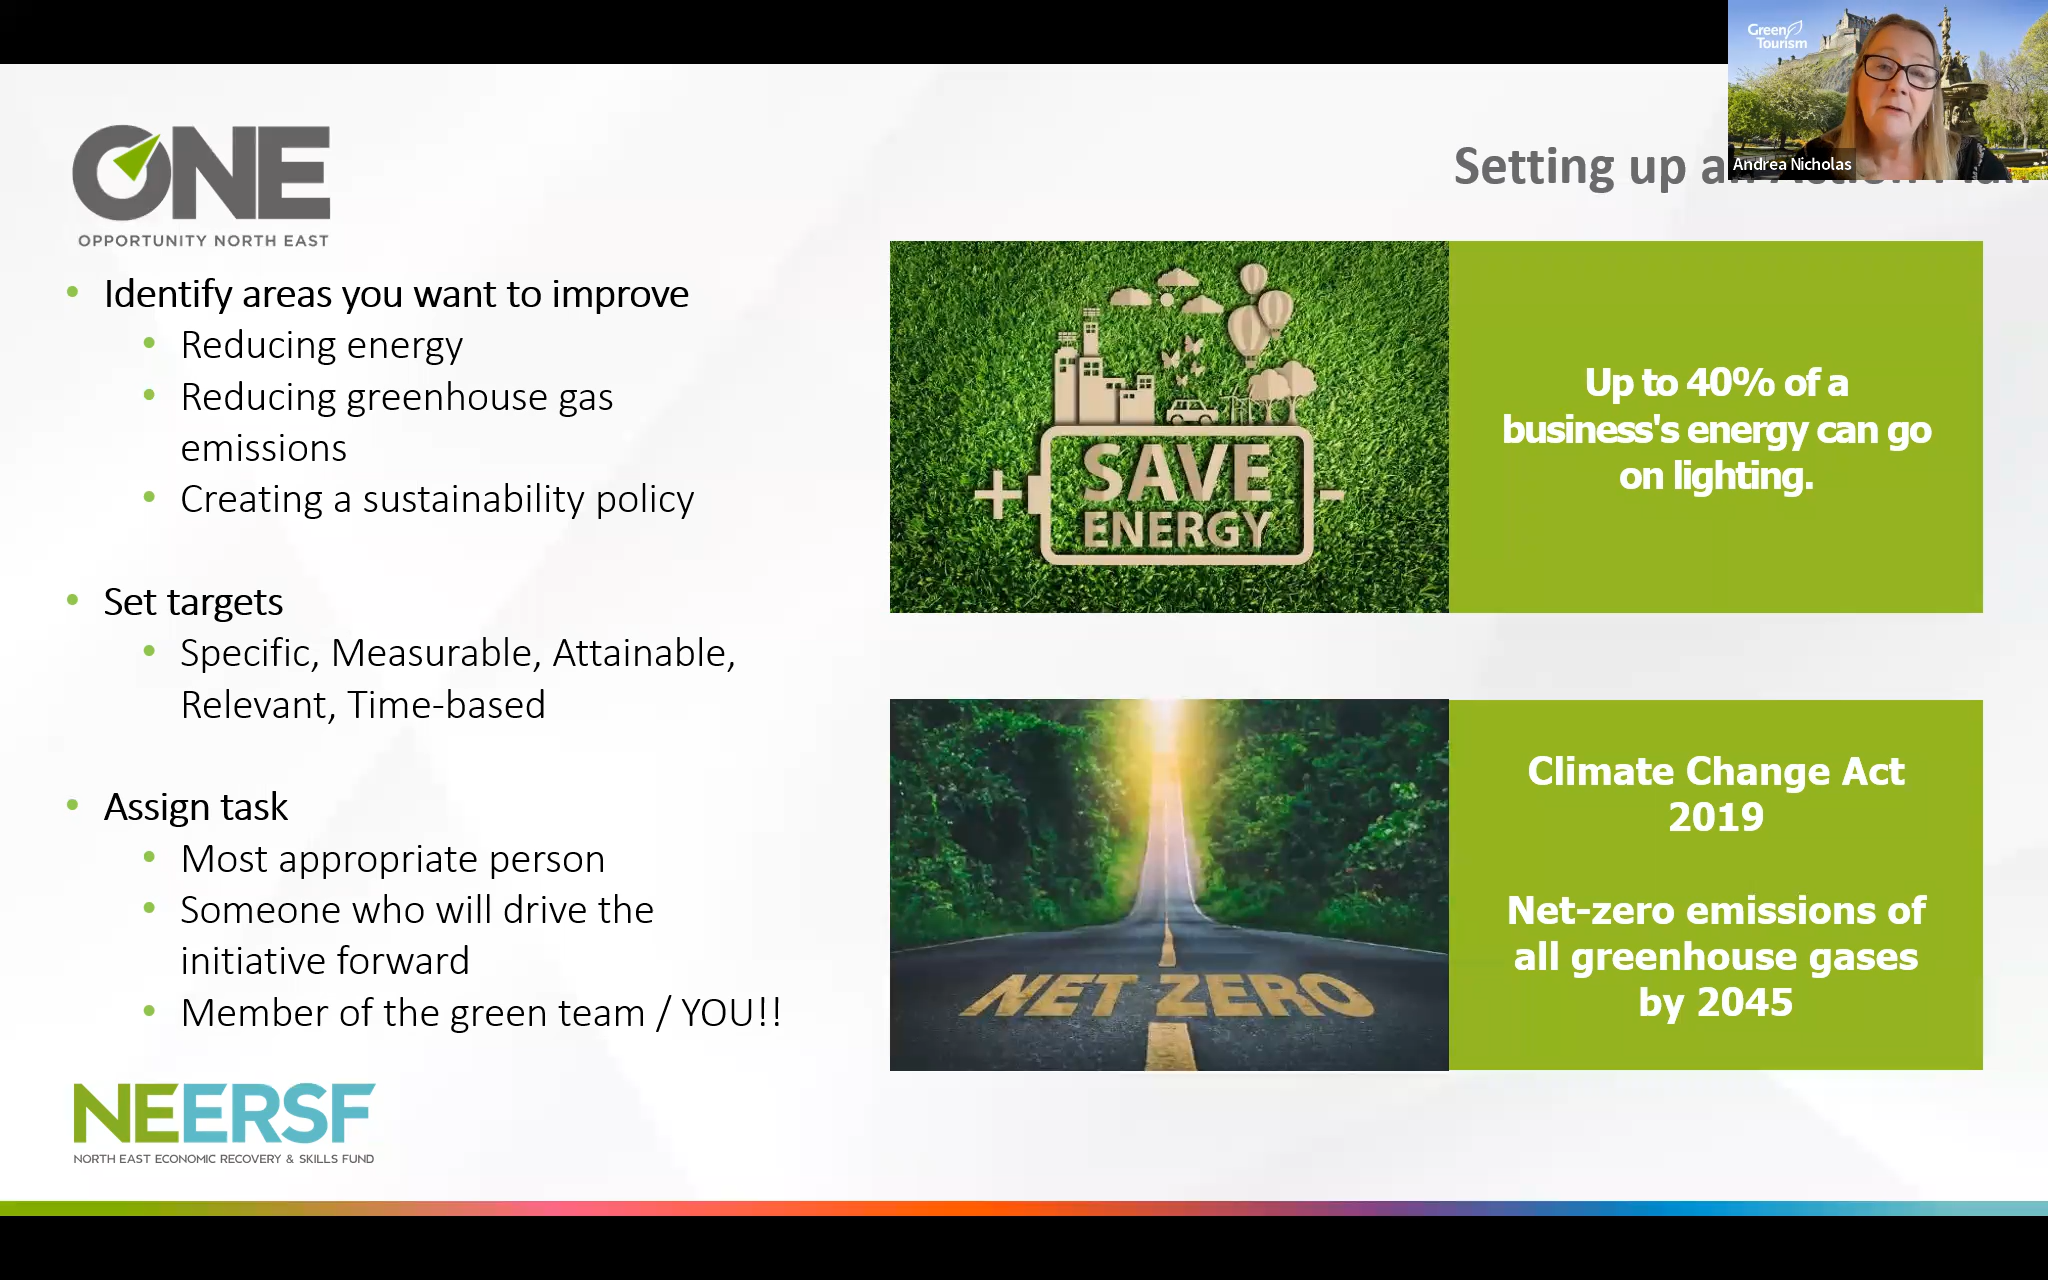 Green
Tourism
Andrea Nicholas
ONE
OPPORTUNITY NORTH EAST
Setting up an Action Plan
• Identify areas you want to improve
• Reducing energy
• Reducing greenhouse gas
emissions
• Creating a sustainability policy
• Set targets
• Specific, Measurable, Attainable,
Relevant, Time-based
• Assign task
• Most appropriate person
• Someone who will drive the
initiative forward
• Member of the green team / YOU!!
+ SAVE -
ENERGY
Up to 40% of a
business's energy can go
on lighting.
NET ZERO
Climate Change Act
2019
Net-zero emissions of
all greenhouse gases
by 2045
NEERSF
NORTH EAST ECONOMIC RECOVERY & SKILLS FUND